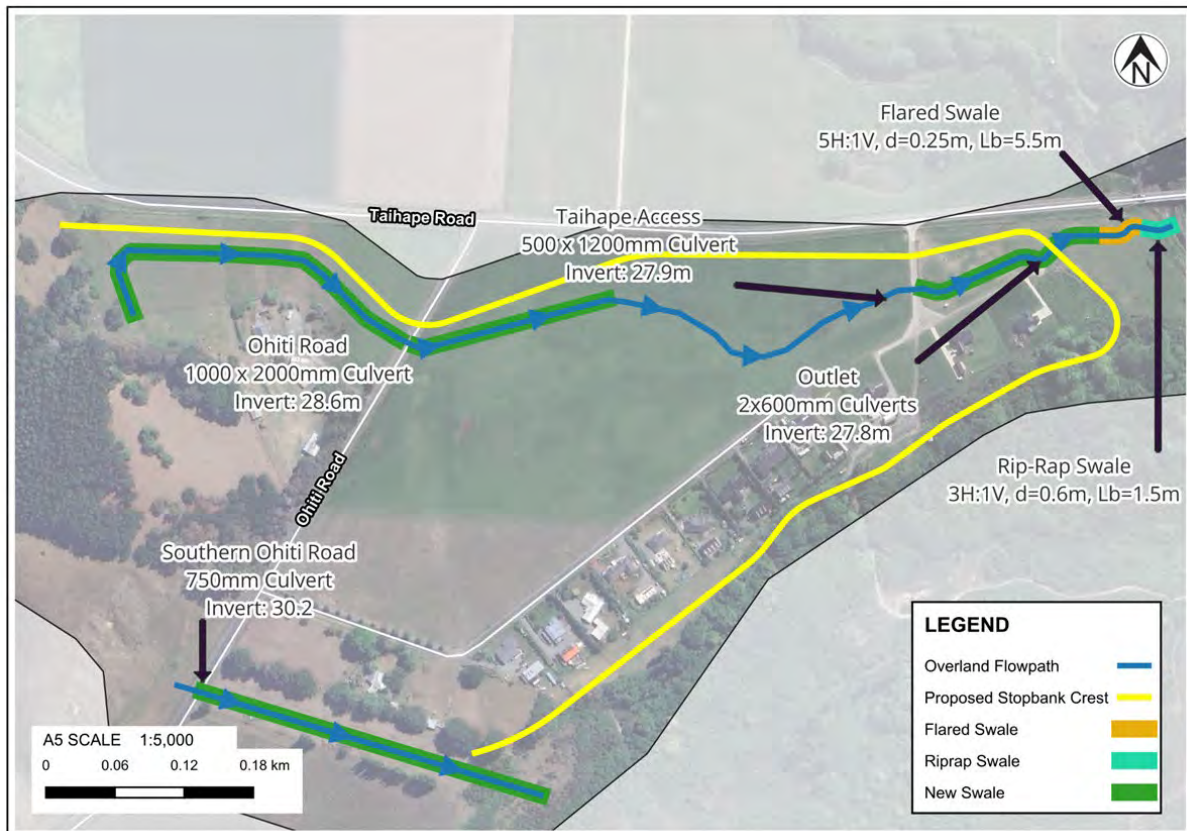 N
Flared Swale
5H:1V, d=0.25m, Lb=5.5m
Taihape Road
Taihape Access
500 x 1200mm Culvert
Invert: 27.9m
Ohiti Road
1000 x 2000mm Culvert
Invert: 28.6m
Outlet
2x600mm Culverts
Invert: 27.8m
Rip-Rap Swale
3H:1V, d=0.6m, Lb=1.5m
Ohiti Road
Southern Ohiti Road
750mm Culvert
Invert: 30.2
LEGEND
Overland Flowpath
Proposed Stopbank Crest
Flared Swale
Riprap Swale
New Swale
A5 SCALE 1:5,000
0 0.06 0.12 0.18 km